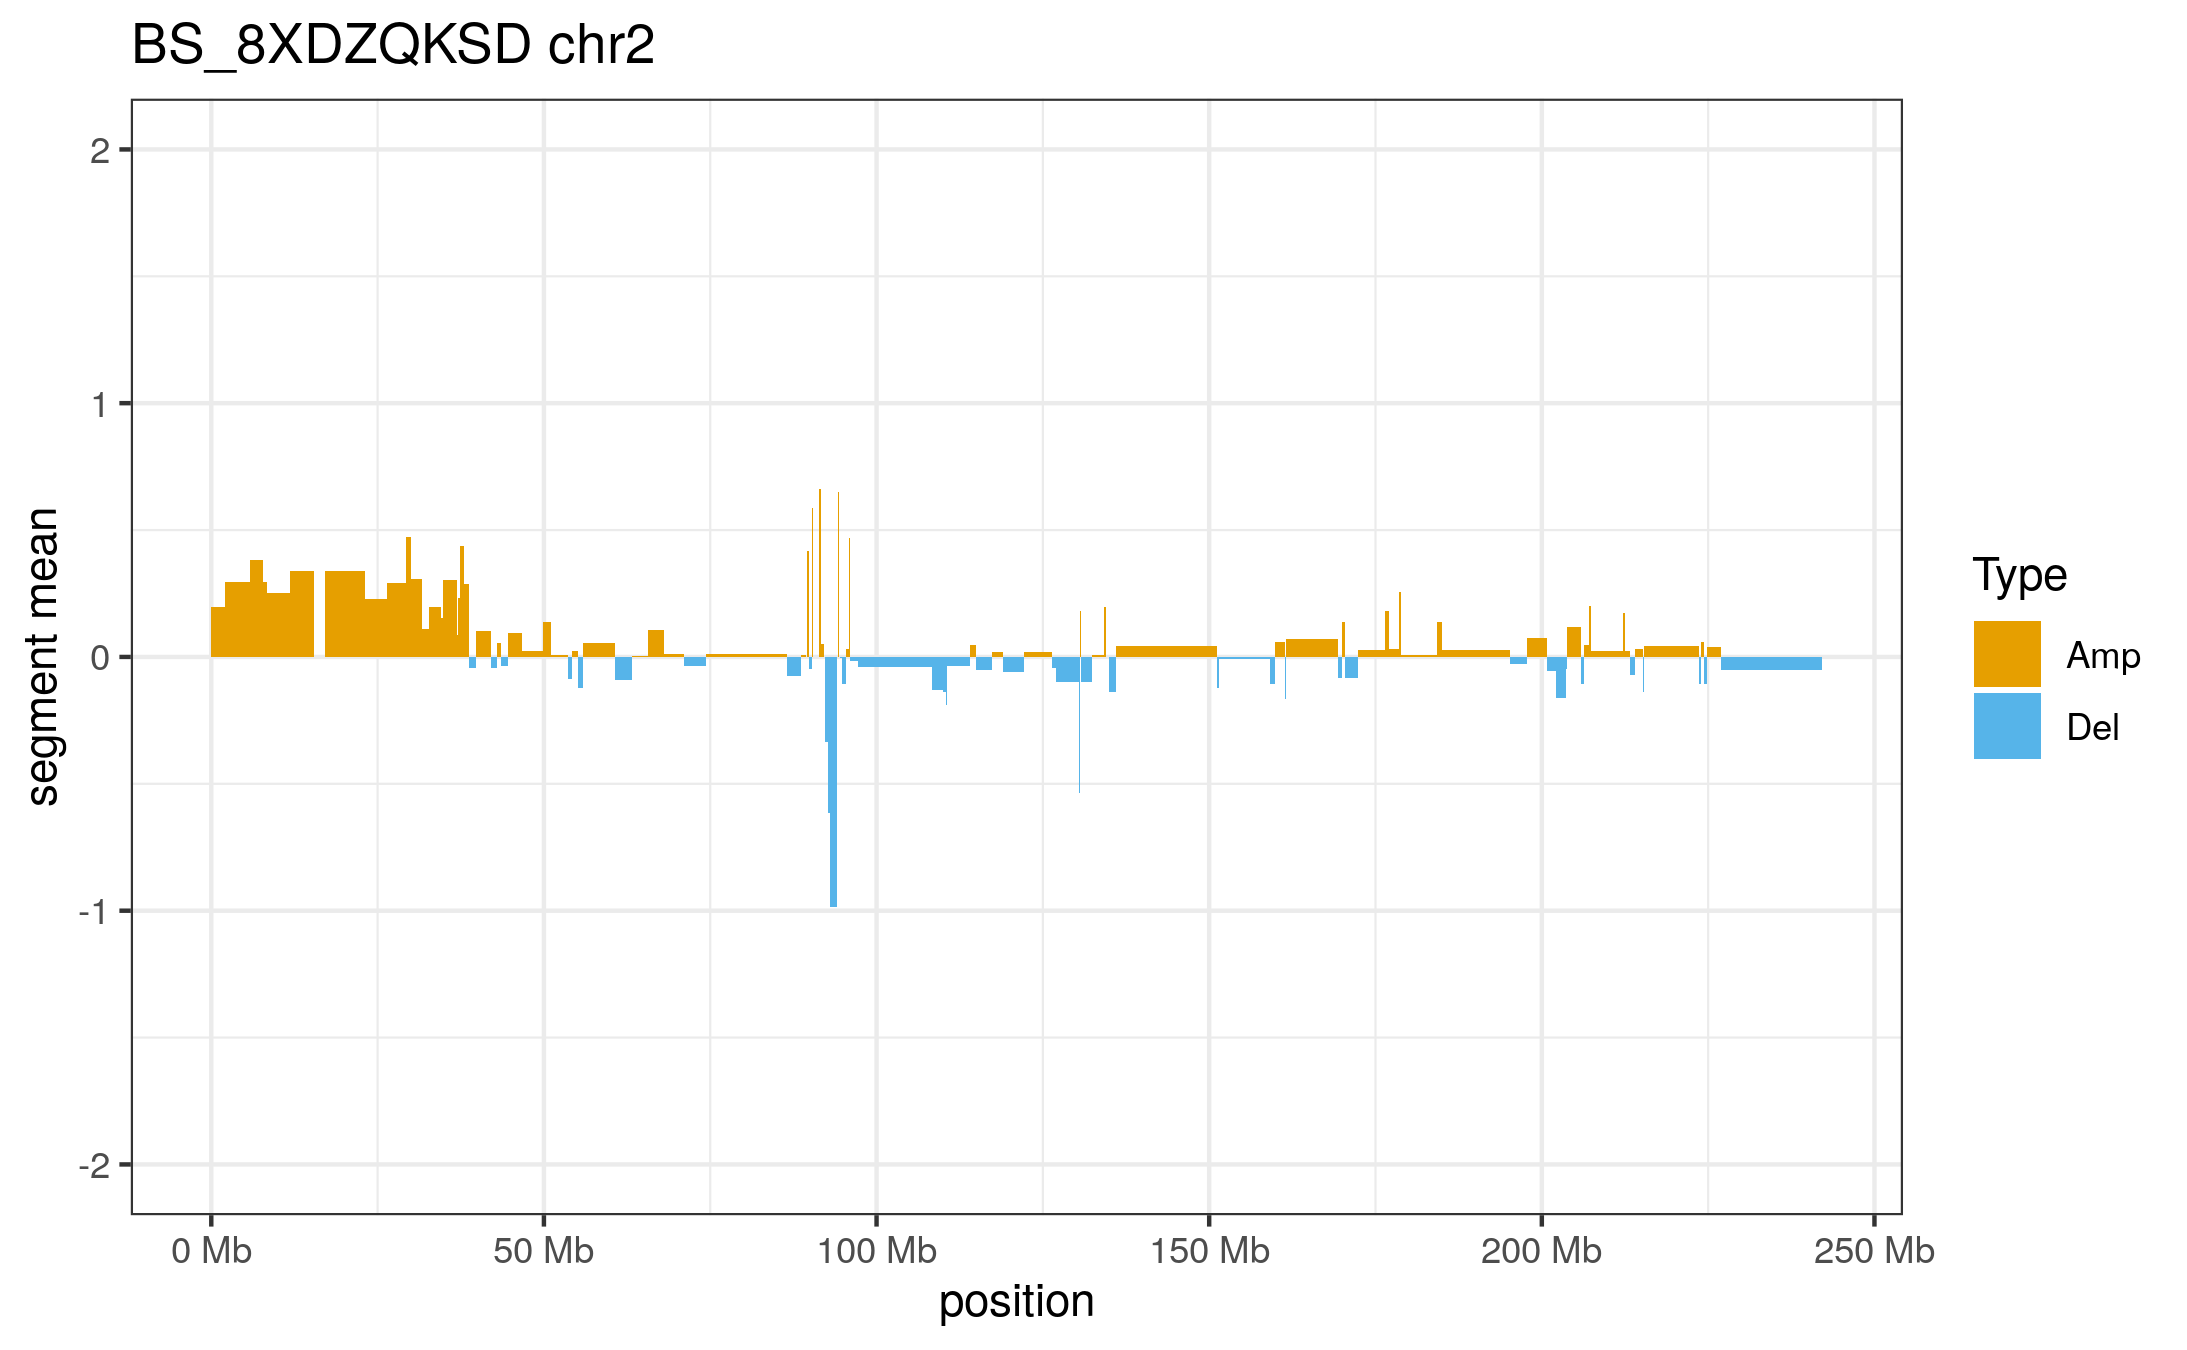 BS_8XDZQKSD chr2
2
1
0
-1
-2
segment mean
0 Mb
50 Mb
100 Mb
150 Mb
200 Mb
250 Mb
position
Type
Amp
Del